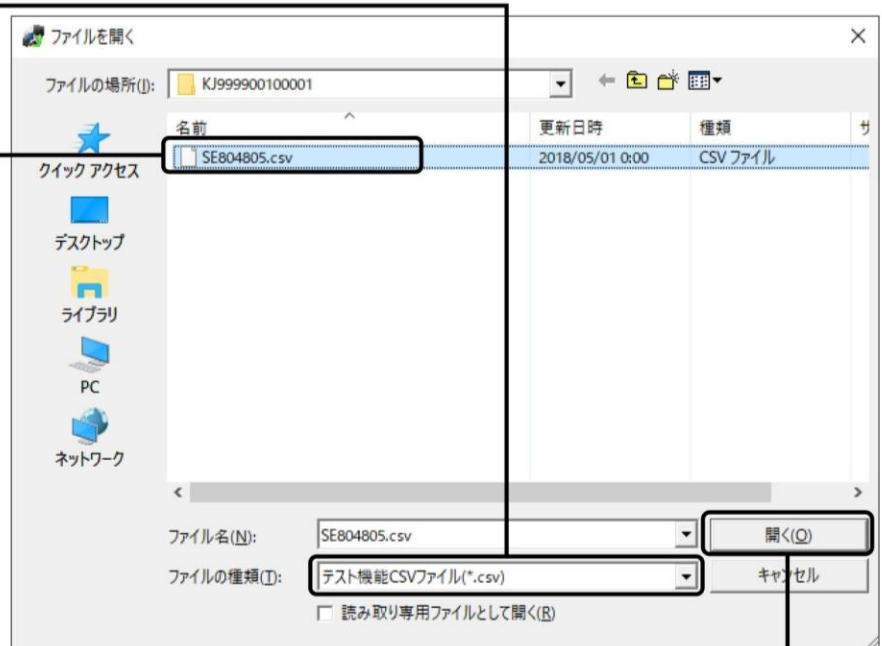 ファイルを開く
ファイルの場所(I): KJ999900100001
名前 更新日時 種類 サ
SE804805.csv 2018/05/01 0:00 CSV ファイル
クイック アクセス
デスクトップ
ライブラリ
PC
ネットワーク
ファイル名(N): SE804805.csv 開く(O)
ファイルの種類(T): テスト機能CSVファイル(*.csv) キャンセル
読み取り専用ファイルとして開く(R)